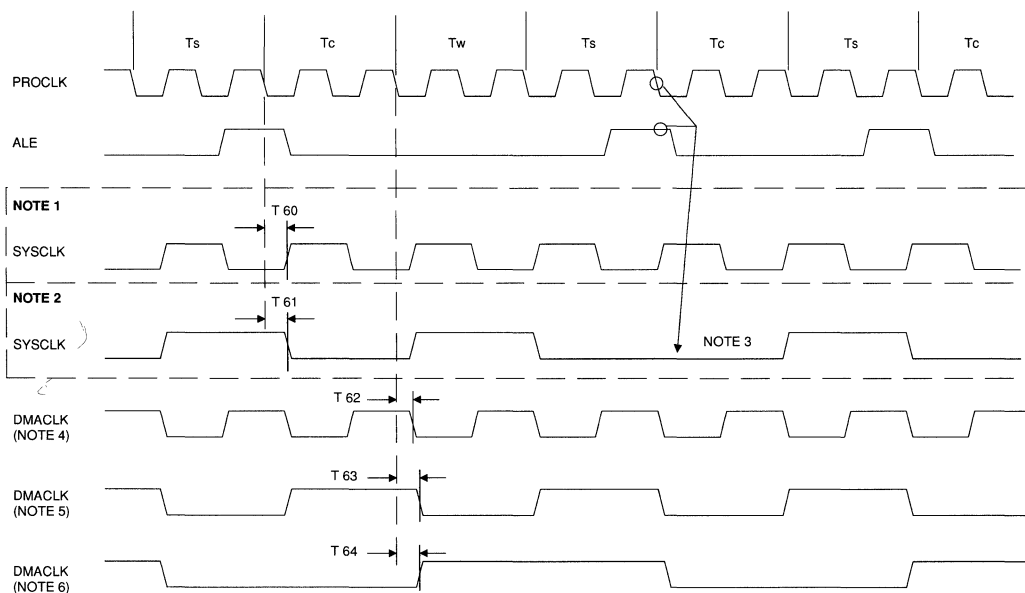 Ts Tc Tw Ts Tc Ts Tc
PROCLK
ALE
NOTE 1
T 60
SYSCLK
NOTE 2
T 61
SYSCLK
NOTE 3
T 62
DMACLK
(NOTE 4)
T 63
DMACLK
(NOTE 5)
T 64
DMACLK
(NOTE 6)